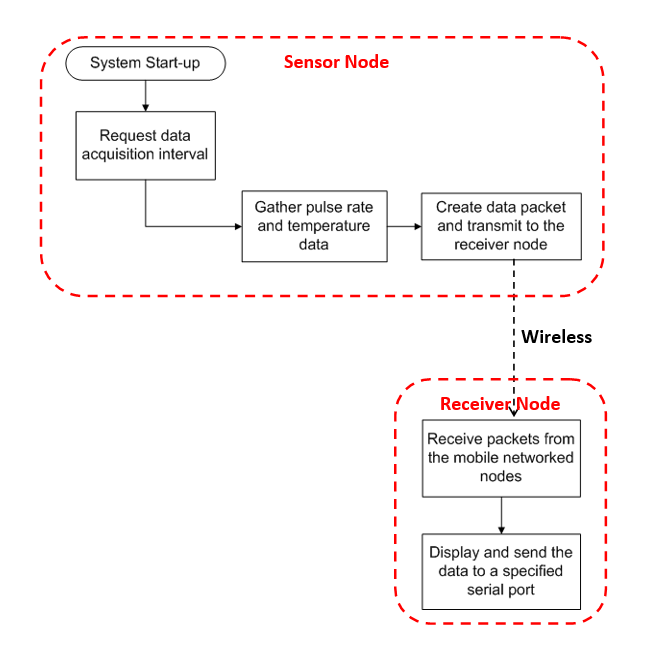 System Start-up
Sensor Node
Request data
acquisition interval
Gather pulse rate
and temperature
data
Create data packet
and transmit to the
receiver node
Wireless
Receiver Node
Receive packets from
the mobile networked
nodes
Display and send the
data to a specified
serial port